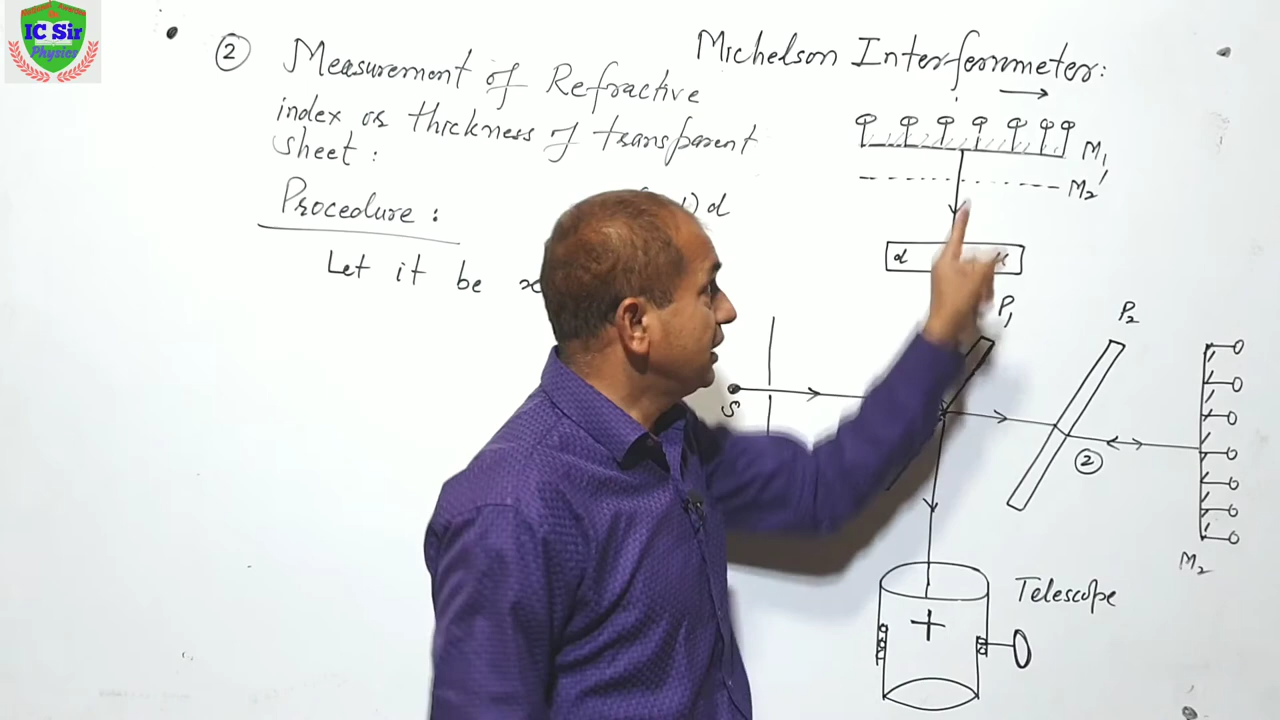 IC Sir
Physics
② Measurement of Refractive
index or thickness of transparent
sheet :
Procedure :
Let it be x
) d
Michelson Interferometer:
M₁
M₂'
d μ
P₁
P₂
S
②
M₂
Telescope